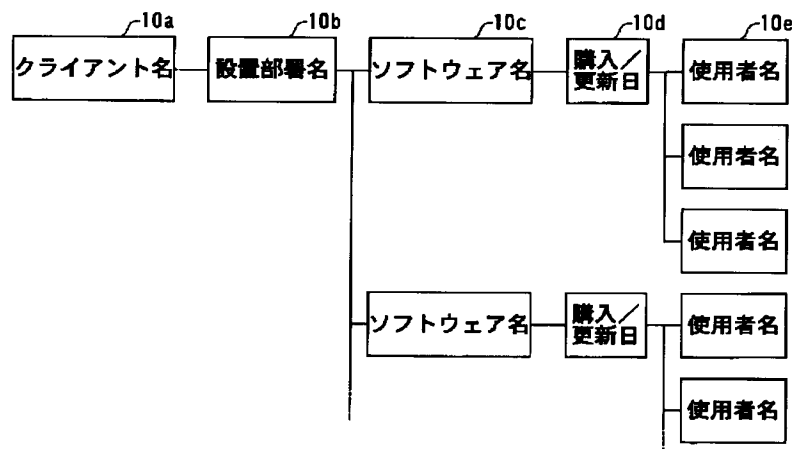 10a
10b
10c
10d
10e
クライアント名
設置部署名
ソフトウェア名
購入／
更新日
使用者名
使用者名
使用者名
ソフトウェア名
購入／
更新日
使用者名
使用者名